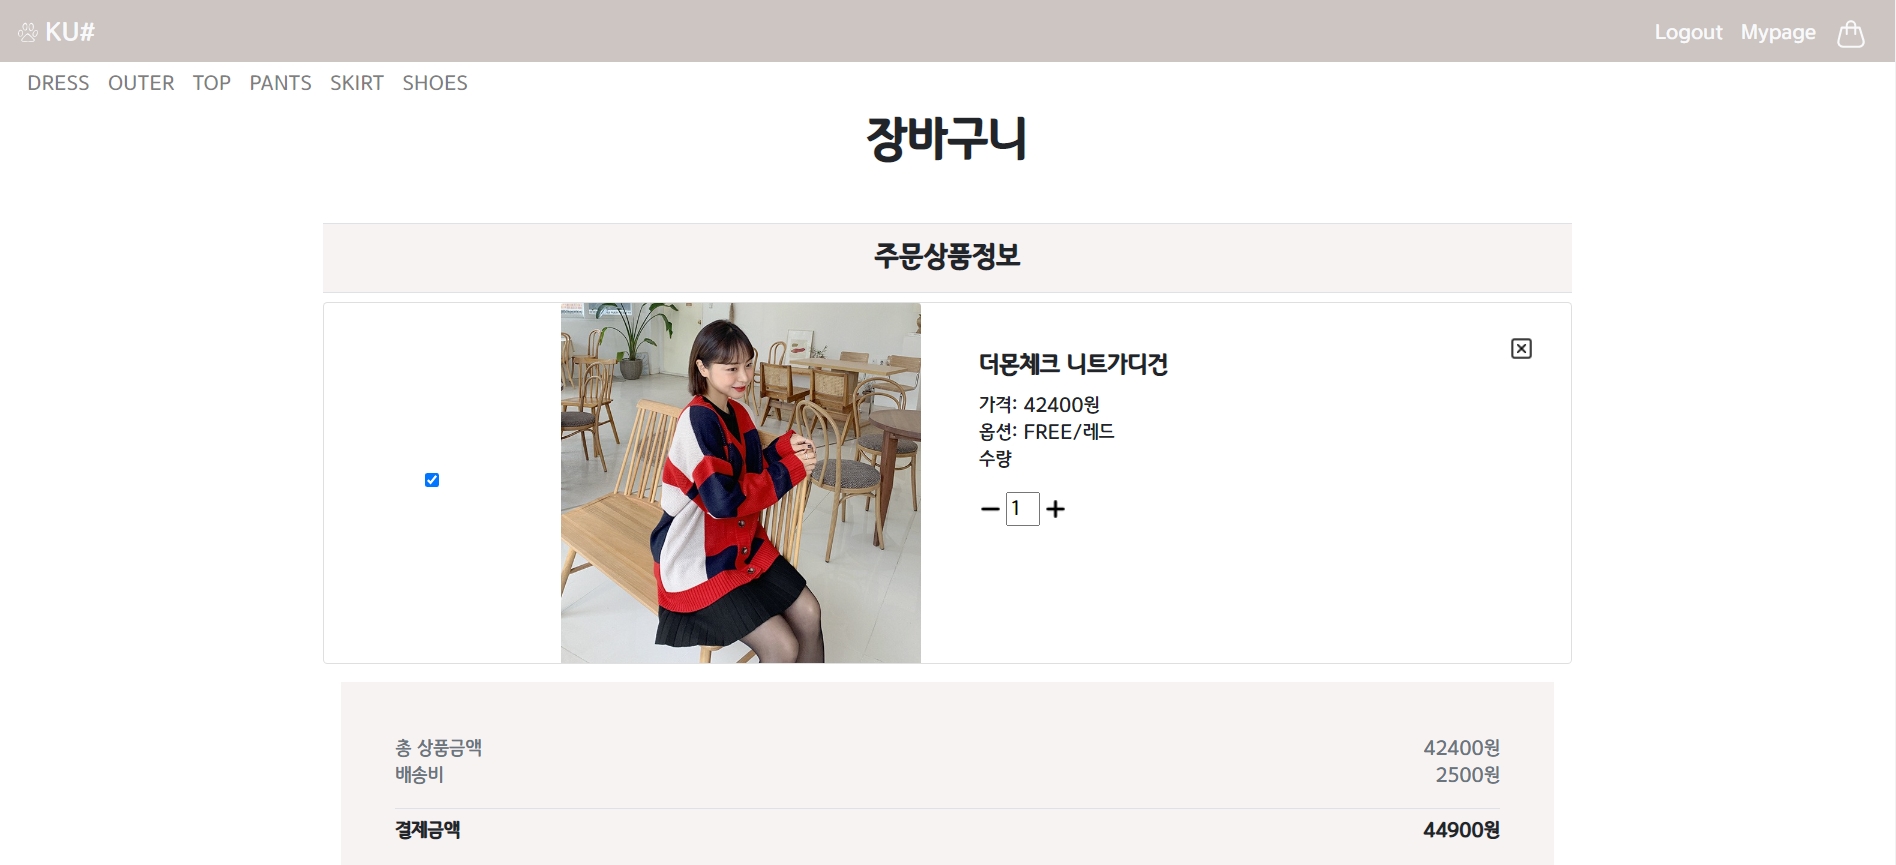 KU#
Logout Mypage
DRESS OUTER TOP PANTS SKIRT SHOES
장바구니
주문상품정보
더몬체크 니트가디건
가격: 42400원
옵션: FREE/레드
수량
1
총 상품금액 42400원
배송비 2500원
결제금액 44900원